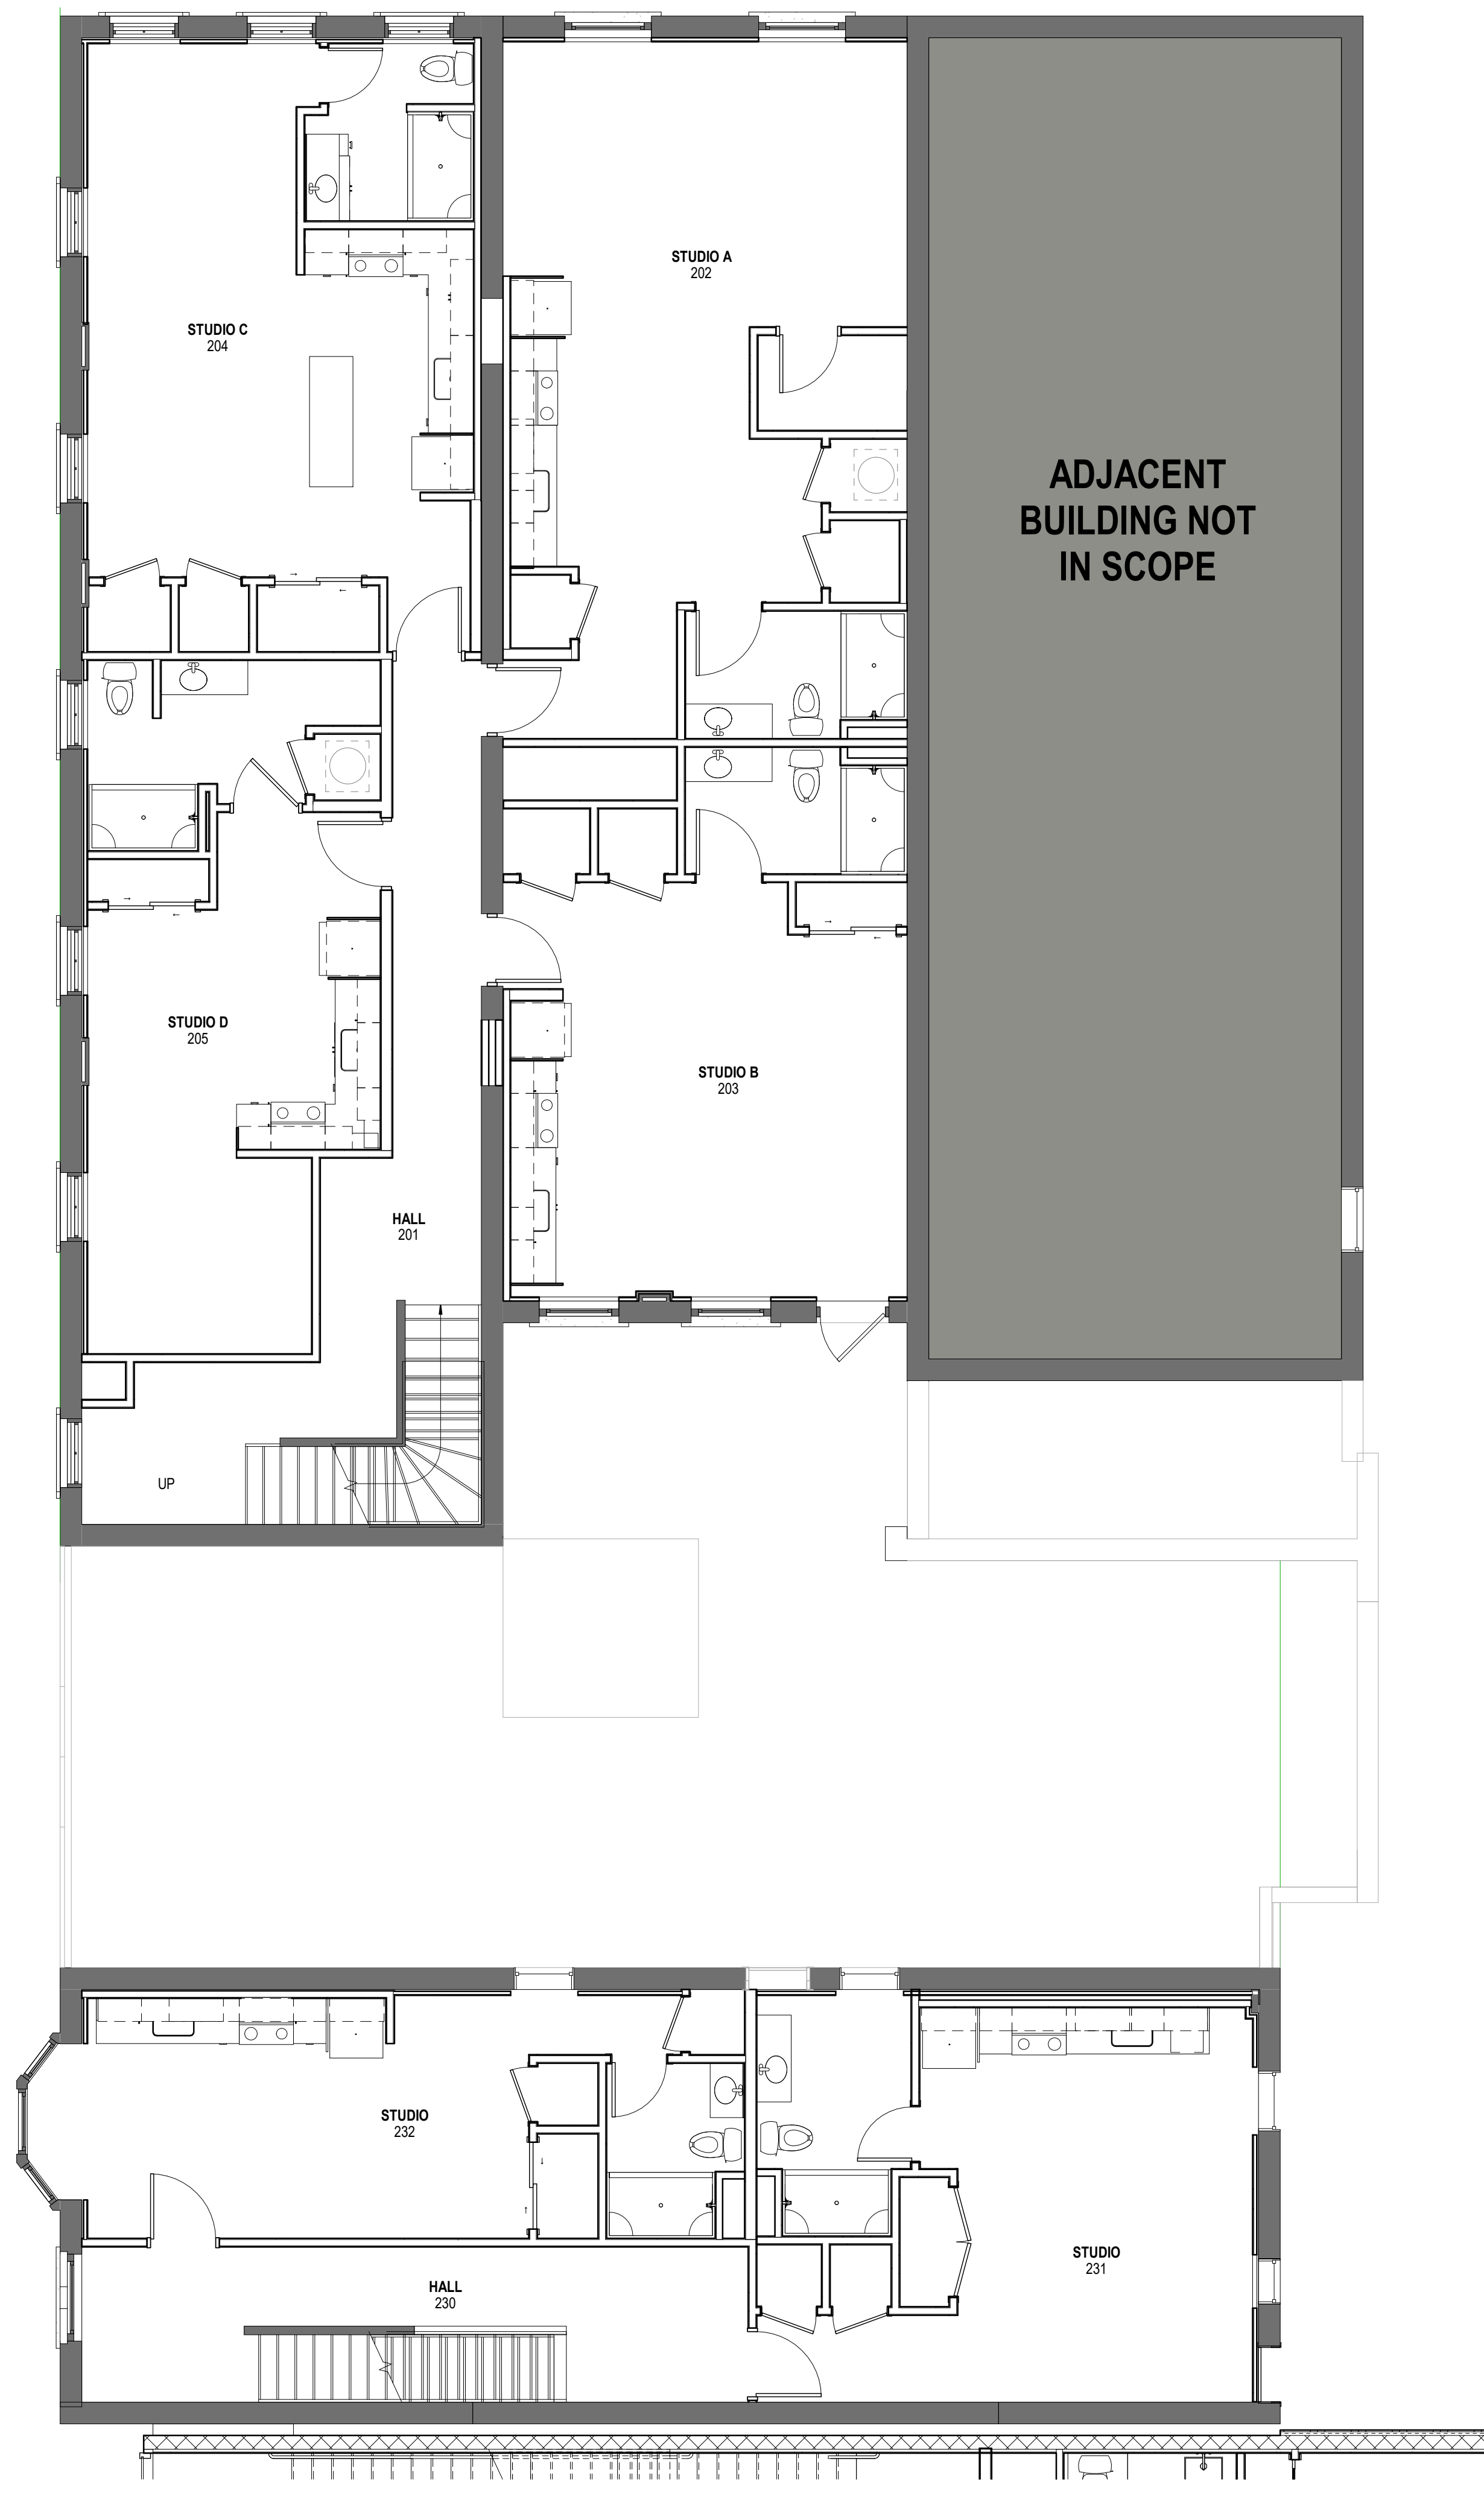 STUDIO A
202
STUDIO C
204
ADJACENT
BUILDING NOT
IN SCOPE
STUDIO D
205
STUDIO B
203
HALL
201
UP
STUDIO
232
STUDIO
231
HALL
230